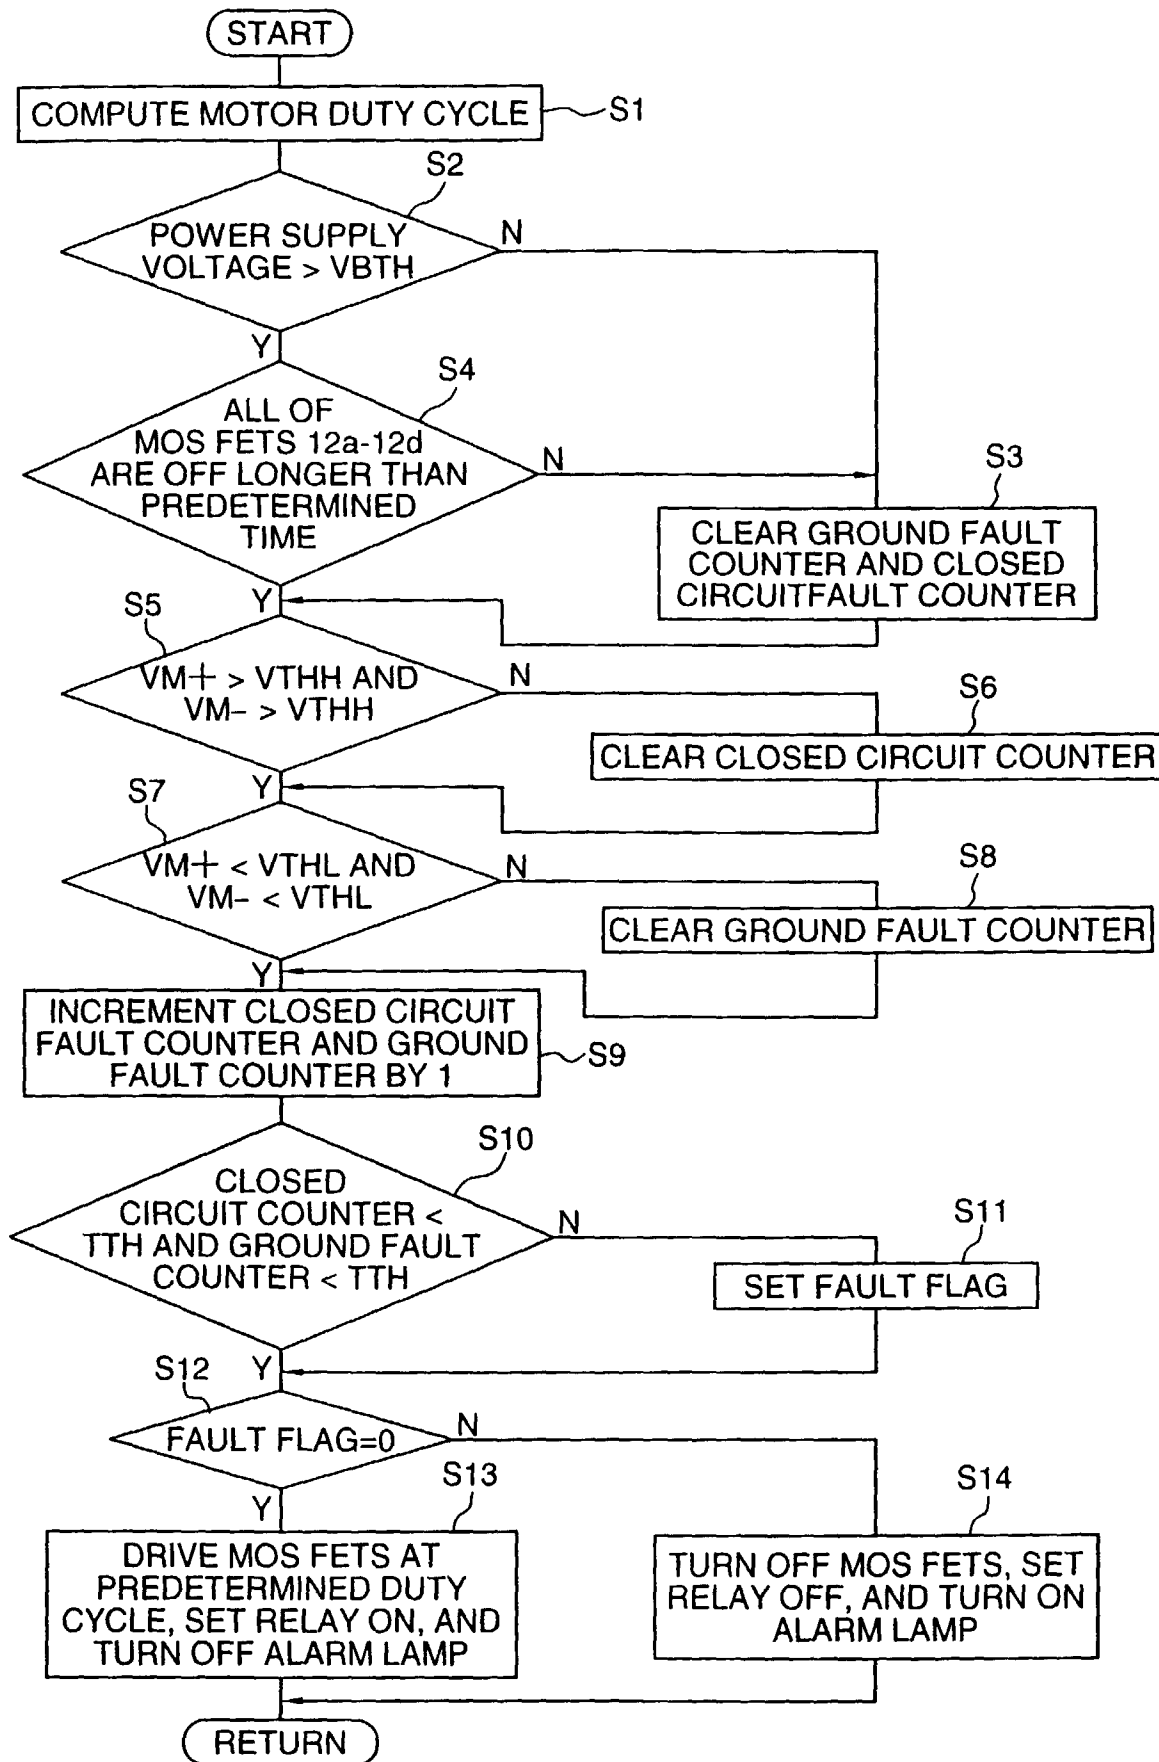 START
COMPUTE MOTOR DUTY CYCLE
S1
S2
POWER SUPPLY
VOLTAGE > VBTH
N
Y
S4
ALL OF
MOS FETS 12a-12d
ARE OFF LONGER THAN
PREDETERMINED
TIME
N
Y
S3
CLEAR GROUND FAULT
COUNTER AND CLOSED
CIRCUITFAULT COUNTER
S5
VM+ > VTHH AND
VM- > VTHH
N
Y
S6
CLEAR CLOSED CIRCUIT COUNTER
S7
VM+ < VTHL AND
VM- < VTHL
N
Y
S8
CLEAR GROUND FAULT COUNTER
INCREMENT CLOSED CIRCUIT
FAULT COUNTER AND GROUND
FAULT COUNTER BY 1
S9
S10
CLOSED
CIRCUIT COUNTER <
TTH AND GROUND FAULT
COUNTER < TTH
N
Y
S11
SET FAULT FLAG
S12
FAULT FLAG=0
N
Y
S13
DRIVE MOS FETS AT
PREDETERMINED DUTY
CYCLE, SET RELAY ON, AND
TURN OFF ALARM LAMP
S14
TURN OFF MOS FETS, SET
RELAY OFF, AND TURN ON
ALARM LAMP
RETURN